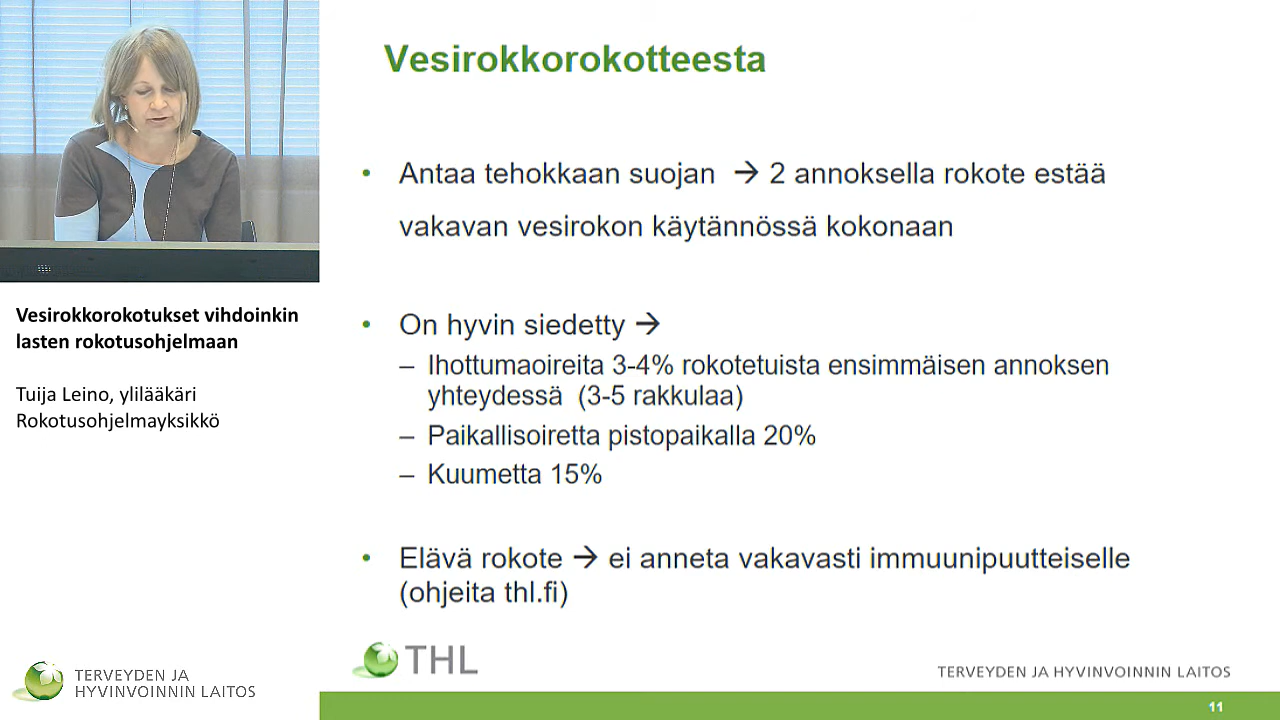 Vesirokkorokotteesta
• Antaa tehokkaan suojan → 2 annoksella rokote estää
vakavan vesirokon käytännössä kokonaan
• On hyvin siedetty →
– Ihottumaoireita 3-4% rokotetuista ensimmäisen annoksen
yhteydessä (3-5 rakkulaa)
– Paikallisoiretta pistopaikalla 20%
– Kuumetta 15%
• Elävä rokote → ei anneta vakavasti immuunipuutteiselle
(ohjeita thl.fi)
THL
TERVEYDEN JA HYVINVOINNIN LAITOS
11
Vesirokkorokotukset vihdoinkin
lasten rokotusohjelmaan
Tuija Leino, ylilääkäri
Rokotusohjelmayksikkö
TERVEYDEN JA
HYVINVOINNIN LAITOS